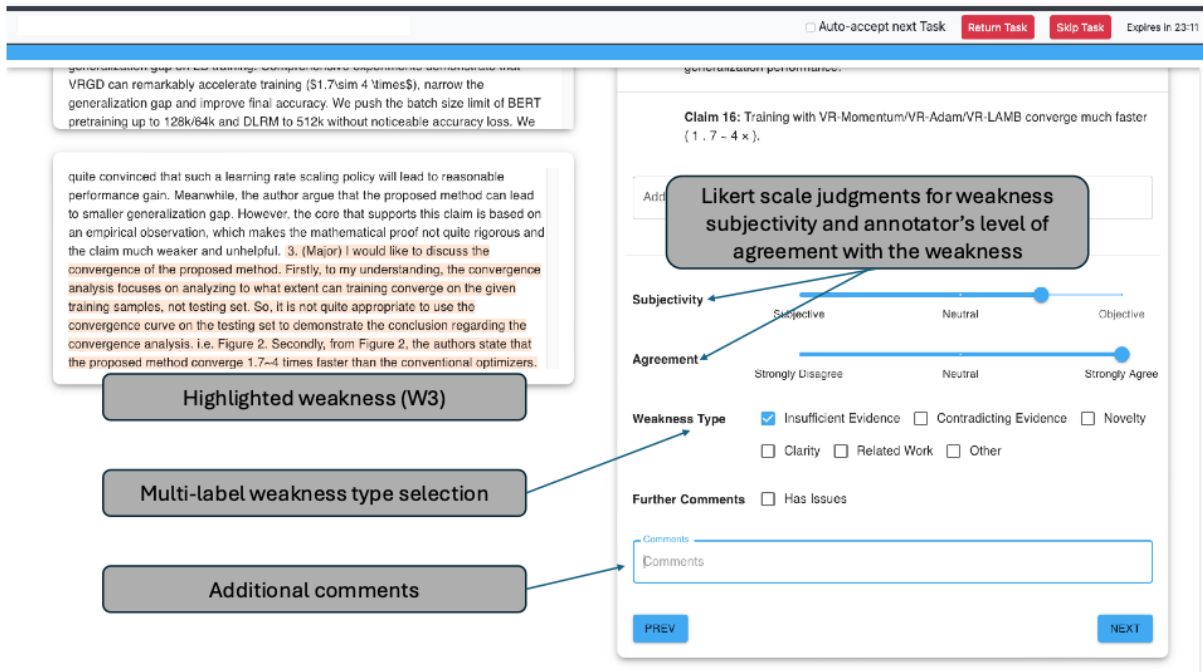 Auto-accept next Task
Return Task
Skip Task
Expires in 23:11
generalization gap on LB training. Comprehensive experiments demonstrate that
VRGD can remarkably accelerate training ($1.7\sim 4 \times$), narrow the
generalization gap and improve final accuracy. We push the batch size limit of BERT
pretraining up to 128k/64k and DLRM to 512k without noticeable accuracy loss. We
quite convinced that such a learning rate scaling policy will lead to reasonable
performance gain. Meanwhile, the author argue that the proposed method can lead
to smaller generalization gap. However, the core that supports this claim is based on
an empirical observation, which makes the mathematical proof not quite rigorous and
the claim much weaker and unhelpful. 3. (Major) I would like to discuss the
convergence of the proposed method. Firstly, to my understanding, the convergence
analysis focuses on analyzing to what extent can training converge on the given
training samples, not testing set. So, it is not quite appropriate to use the
convergence curve on the testing set to demonstrate the conclusion regarding the
convergence analysis. i.e. Figure 2. Secondly, from Figure 2, the authors state that
the proposed method converge 1.7~4 times faster than the conventional optimizers.
Highlighted weakness (W3)
Multi-label weakness type selection
Additional comments
generalization performance.
Claim 16: Training with VR-Momentum/VR-Adam/VR-LAMB converge much faster
( 1 . 7 ~ 4 × ).
Add
Likert scale judgments for weakness
subjectivity and annotator's level of
agreement with the weakness
Subjectivity
Subjective
Neutral
Objective
Agreement
Strongly Disagree
Neutral
Strongly Agree
Weakness Type
Insufficient Evidence
Contradicting Evidence
Novelty
Clarity
Related Work
Other
Further Comments
Has Issues
Comments
Comments
PREV
NEXT